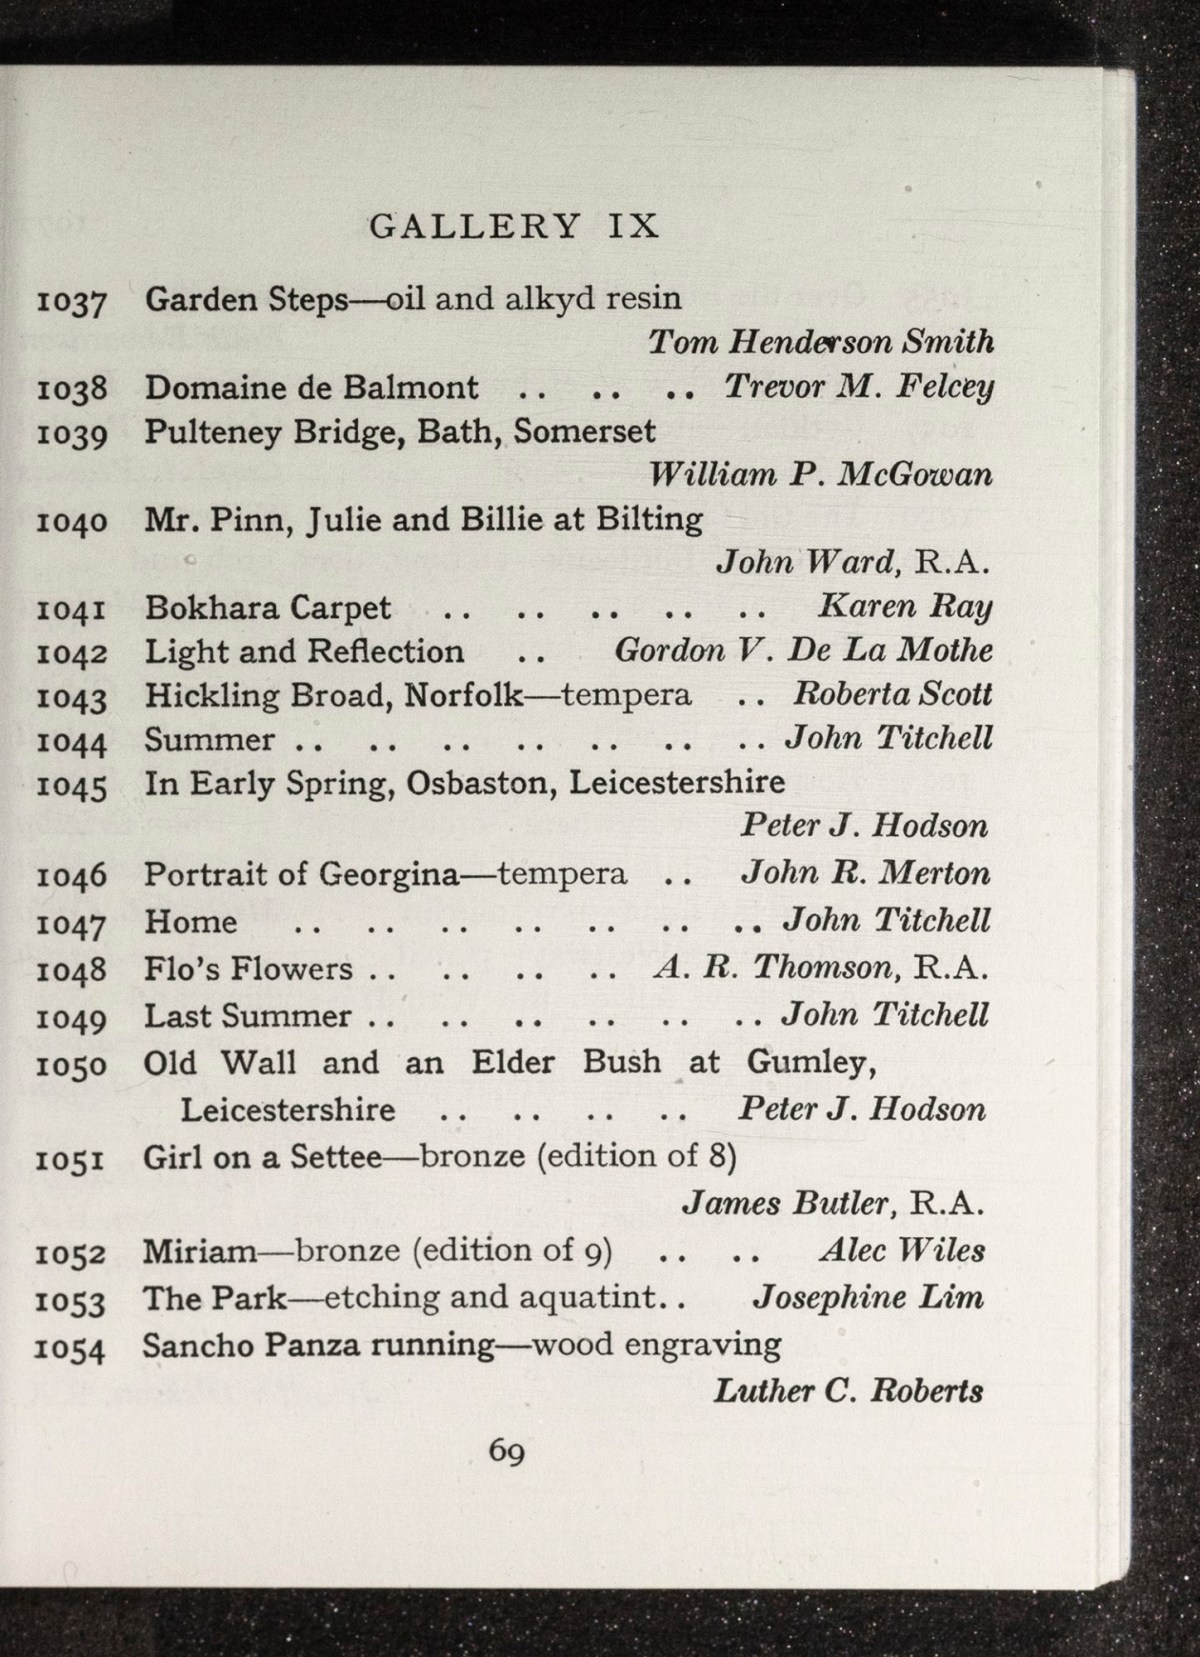 GALLERY IX
1037 Garden Steps—oil and alkyd resin
Tom Henderson Smith
1038 Domaine de Balmont .. .. .. Trevor M. Felcey
1039 Pulteney Bridge, Bath, Somerset
William P. McGowan
1040 Mr. Pinn, Julie and Billie at Bilting
John Ward, R.A.
1041 Bokhara Carpet .. .. .. .. .. Karen Ray
1042 Light and Reflection .. Gordon V. De La Mothe
1043 Hickling Broad, Norfolk—tempera .. Roberta Scott
1044 Summer .. .. .. .. .. .. .. John Titchell
1045 In Early Spring, Osbaston, Leicestershire
Peter J. Hodson
1046 Portrait of Georgina—tempera .. John R. Merton
1047 Home .. .. .. .. .. .. .. John Titchell
1048 Flo's Flowers .. .. .. .. A. R. Thomson, R.A.
1049 Last Summer .. .. .. .. .. .. John Titchell
1050 Old Wall and an Elder Bush at Gumley,
Leicestershire .. .. .. .. Peter J. Hodson
1051 Girl on a Settee—bronze (edition of 8)
James Butler, R.A.
1052 Miriam—bronze (edition of 9) .. .. Alec Wiles
1053 The Park—etching and aquatint .. Josephine Lim
1054 Sancho Panza running—wood engraving
Luther C. Roberts
69